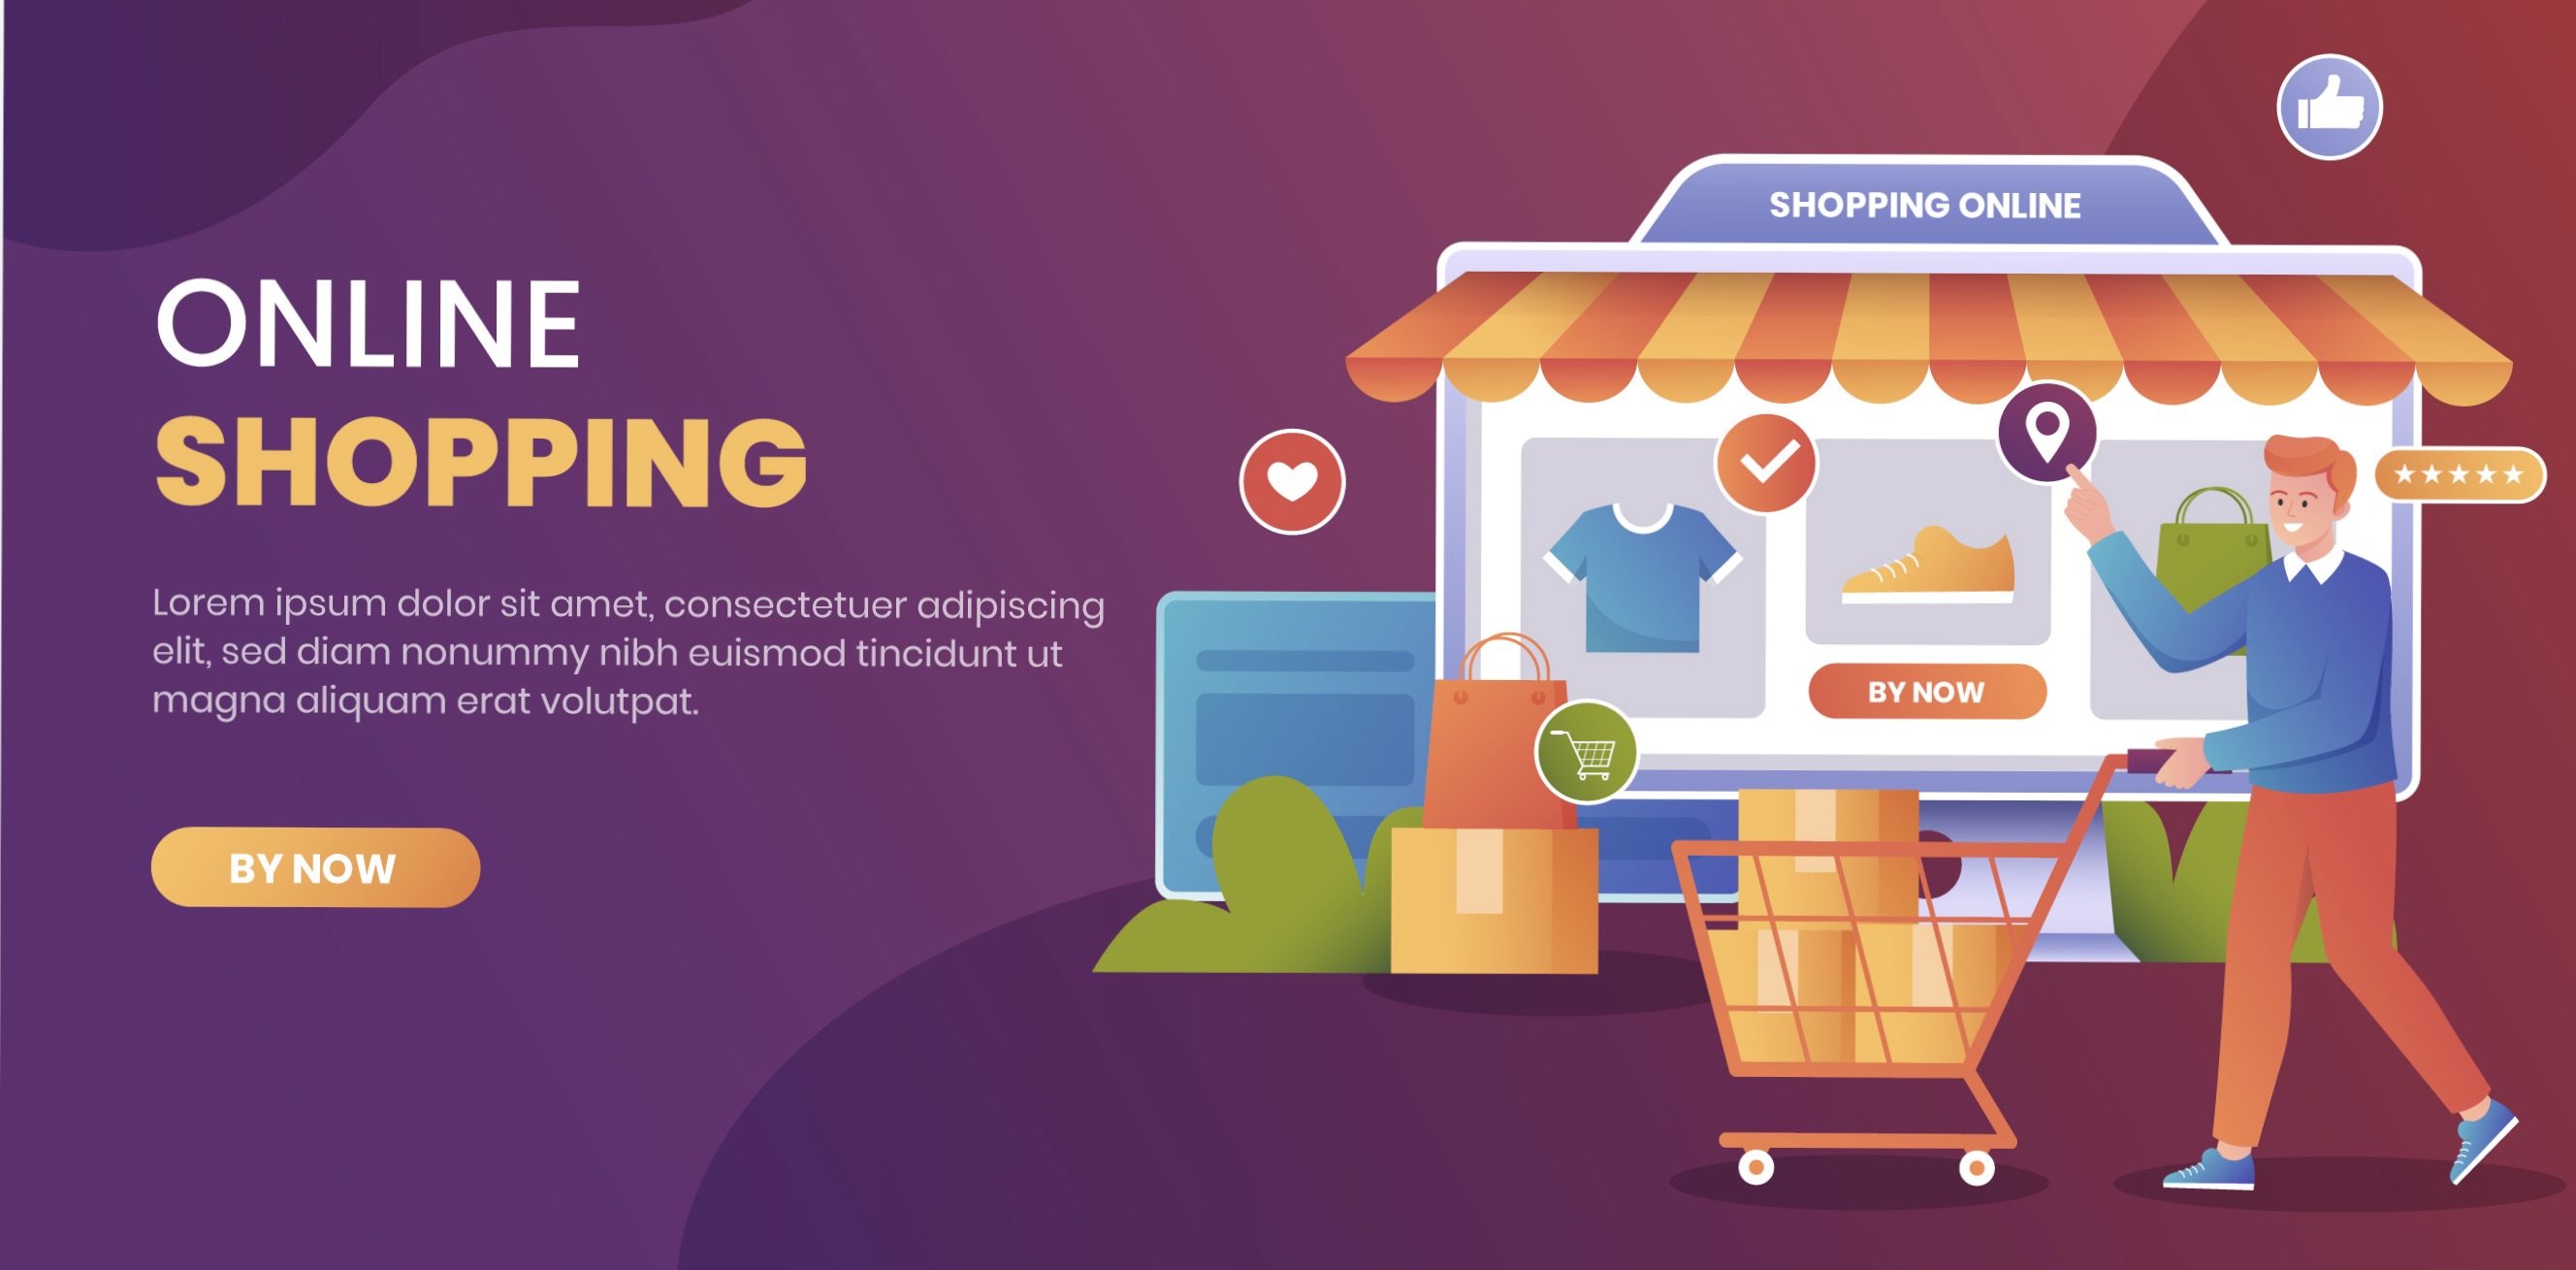 ONLINE
SHOPPING
Lorem ipsum dolor sit amet, consectetuer adipiscing
elit, sed diam nonummy nibh euismod tincidunt ut
magna aliquam erat volutpat.
BY NOW
SHOPPING ONLINE
BY NOW